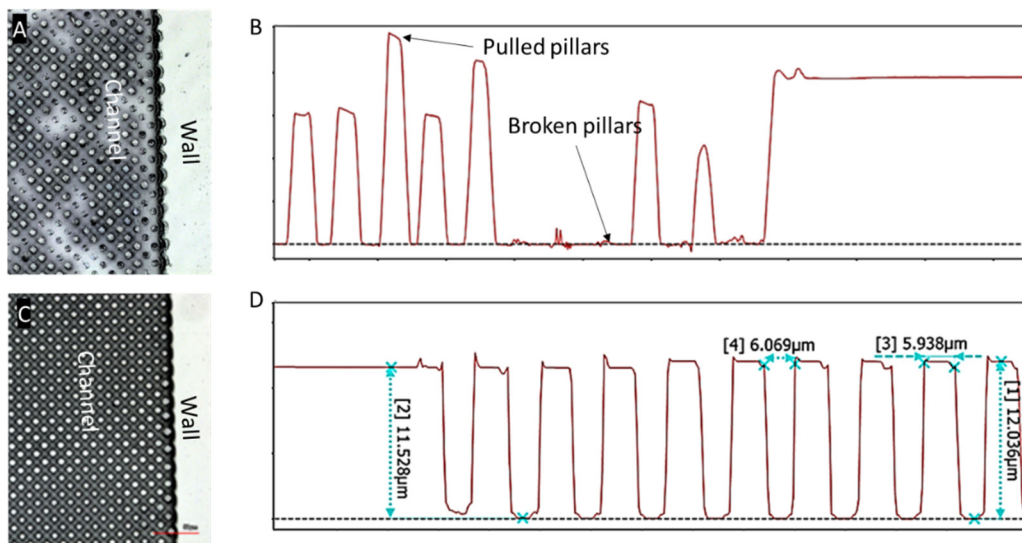 A
Channel
Wall
B
Pulled pillars
Broken pillars
C
Channel
Wall
D
[2] 11.528µm
[4] 6.069µm
[3] 5.938µm
[1] 12.036µm